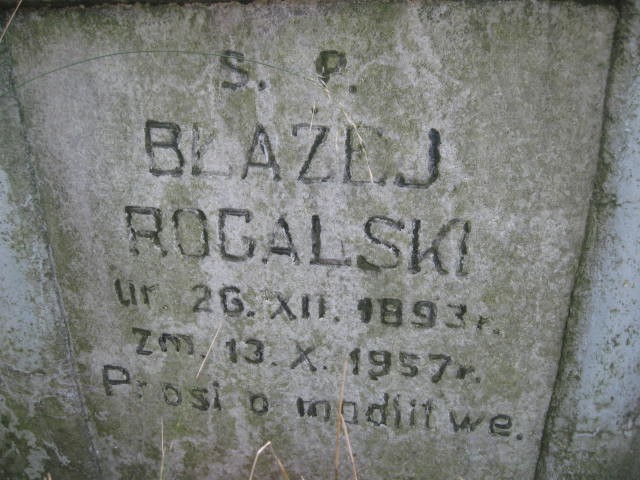 Ś. P.
BŁAŻEJ
ROGALSKI
ur. 26. XII. 1893 r.
zm. 13. X. 1957 r.
Prosi o modlitwe.